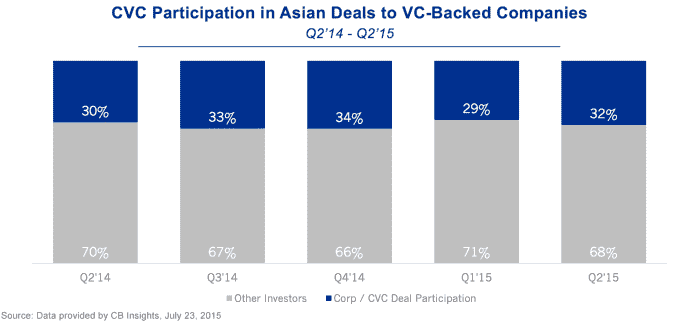 CVC Participation in Asian Deals to VC-Backed Companies
Q2'14 - Q2'15
30% 33% 34% 29% 32%
70% 67% 66% 71% 68%
Q2'14 Q3'14 Q4'14 Q1'15 Q2'15
Other Investors Corp / CVC Deal Participation
Source: Data provided by CB Insights, July 23, 2015